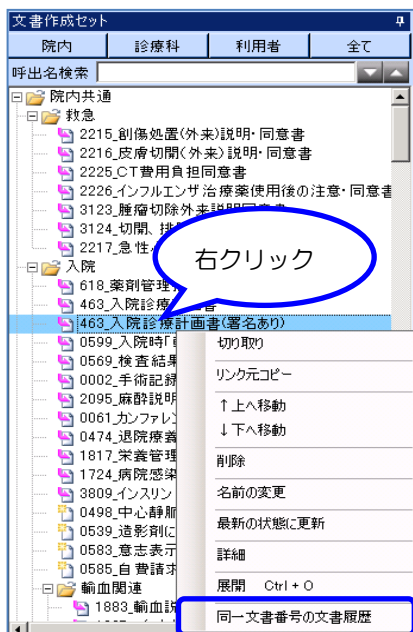 文書作成セット
院内 診療科 利用者 全て
呼出名検索
院内共通
救急
2215_創傷処置(外来)説明・同意書
2216_皮膚切開(外来)説明・同意書
2225_CT費用負担同意書
2226_インフルエンザ治療薬使用後の注意・同意書
3123_腫瘤切除外来説明同意書
3124_切開、排
2217_急性
右クリック
入院
618_薬剤管理
463_入院診療
463_入院診療計画書(署名あり)
0599_入院時「
0569_検査結果
0002_手術記録
2095_麻酔説明
0061_カンファレン
0474_退院療養
1817_栄養管理
1724_病院感染
3809_インスリン
0498_中心静脈
0539_造影剤に
0583_意志表示
0585_自費請求
輸血関連
1883_輸血説
切り取り
リンク元コピー
↑上へ移動
↓下へ移動
削除
名前の変更
最新の状態に更新
詳細
展開 Ctrl + O
同一文書番号の文書履歴